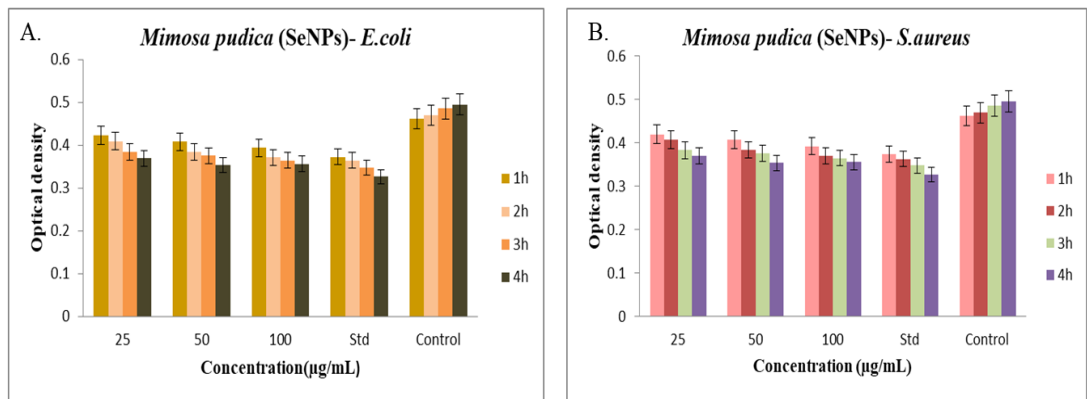 A.
Mimosa pudica (SeNPs)- E.coli
0.6
0.5
0.4
0.3
0.2
0.1
0
Optical density
25 50 100 Std Control
Concentration(µg/mL)
1h
2h
3h
4h
B.
Mimosa pudica (SeNPs)- S.aureus
0.6
0.5
0.4
0.3
0.2
0.1
0
Optical density
25 50 100 Std Control
Concentration (µg/mL)
1h
2h
3h
4h